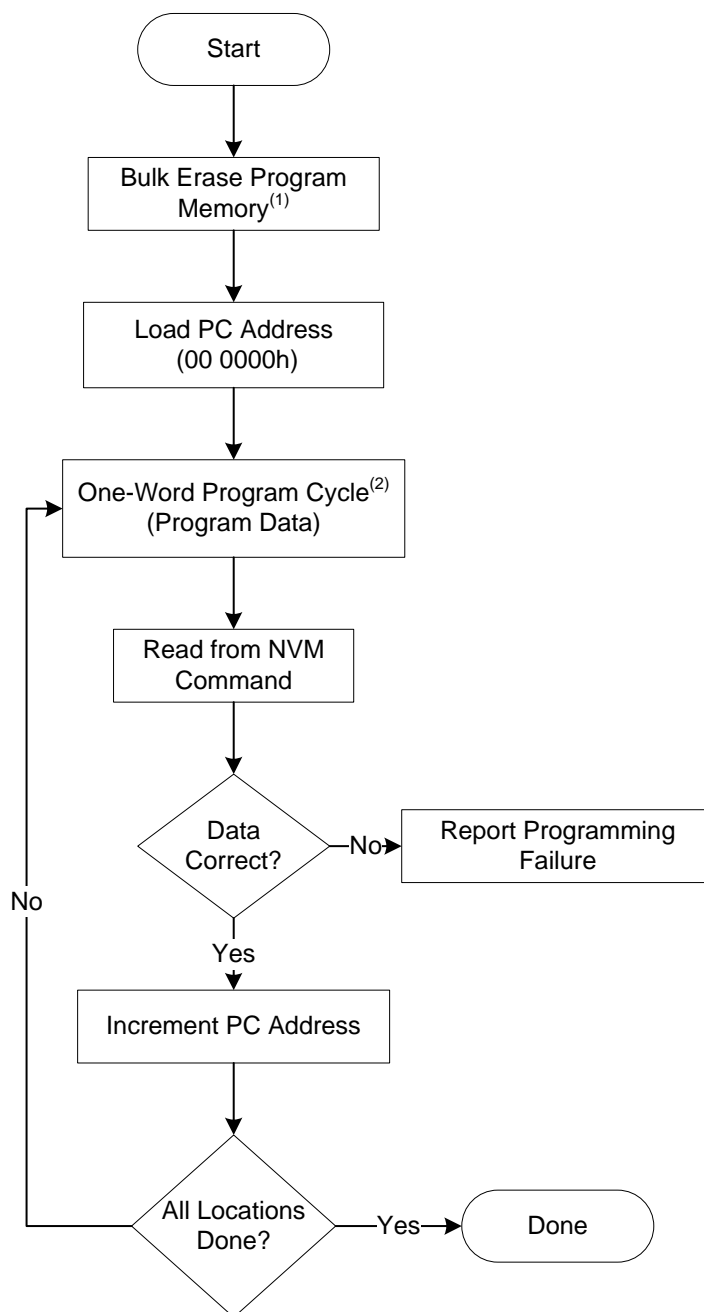 Start
Bulk Erase Program
Memory(1)
Load PC Address
(00 0000h)
One-Word Program Cycle(2)
(Program Data)
Read from NVM
Command
Data
Correct?
No
Report Programming
Failure
No
Yes
Increment PC Address
All Locations
Done?
Yes
Done